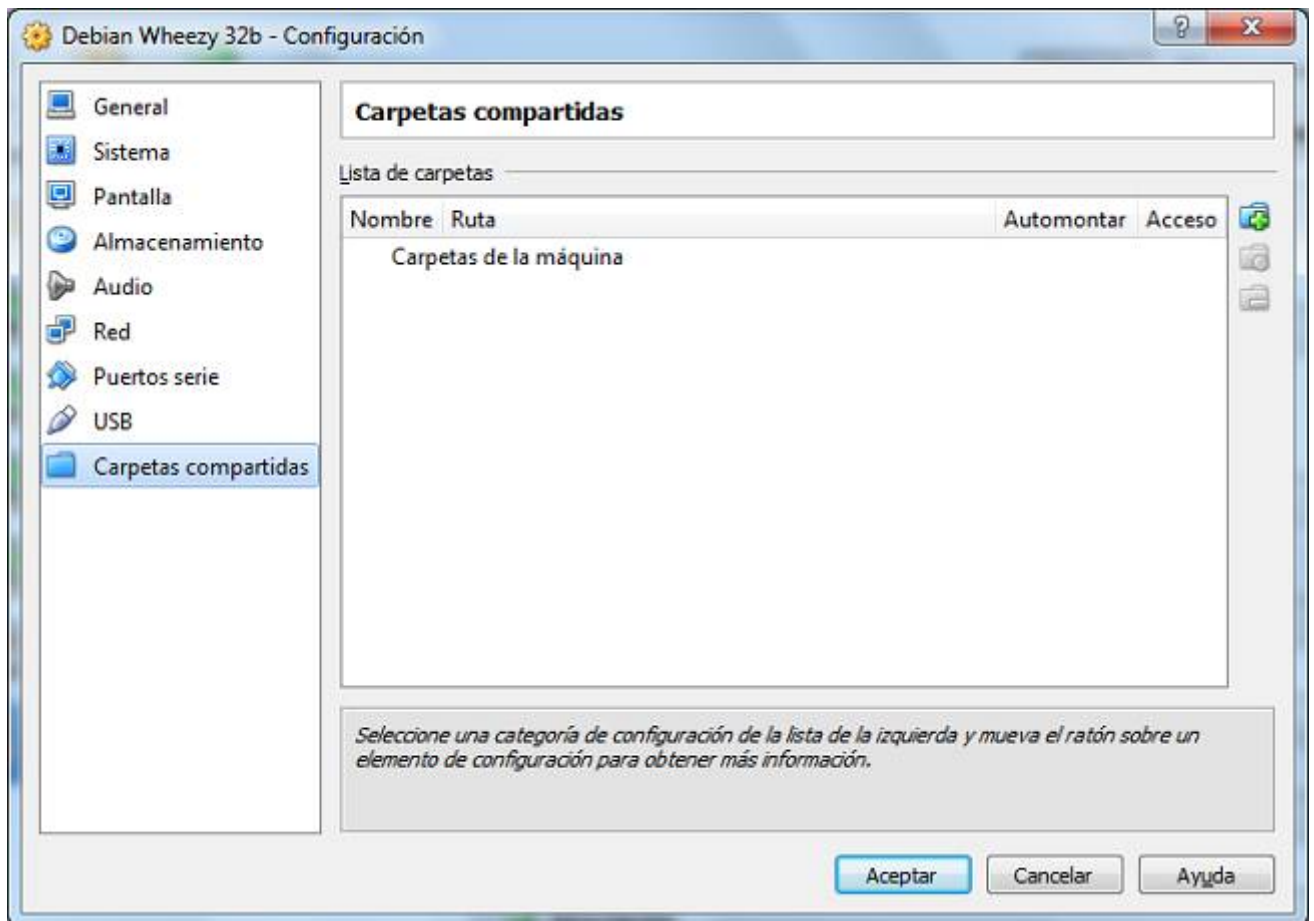 Debian Wheezy 32b - Configuración
General
Sistema
Pantalla
Almacenamiento
Audio
Red
Puertos serie
USB
Carpetas compartidas
Carpetas compartidas
Lista de carpetas
Nombre Ruta Automontar Acceso
Carpetas de la máquina
Seleccione una categoría de configuración de la lista de la izquierda y mueva el ratón sobre un
elemento de configuración para obtener más información.
Aceptar Cancelar Ayuda